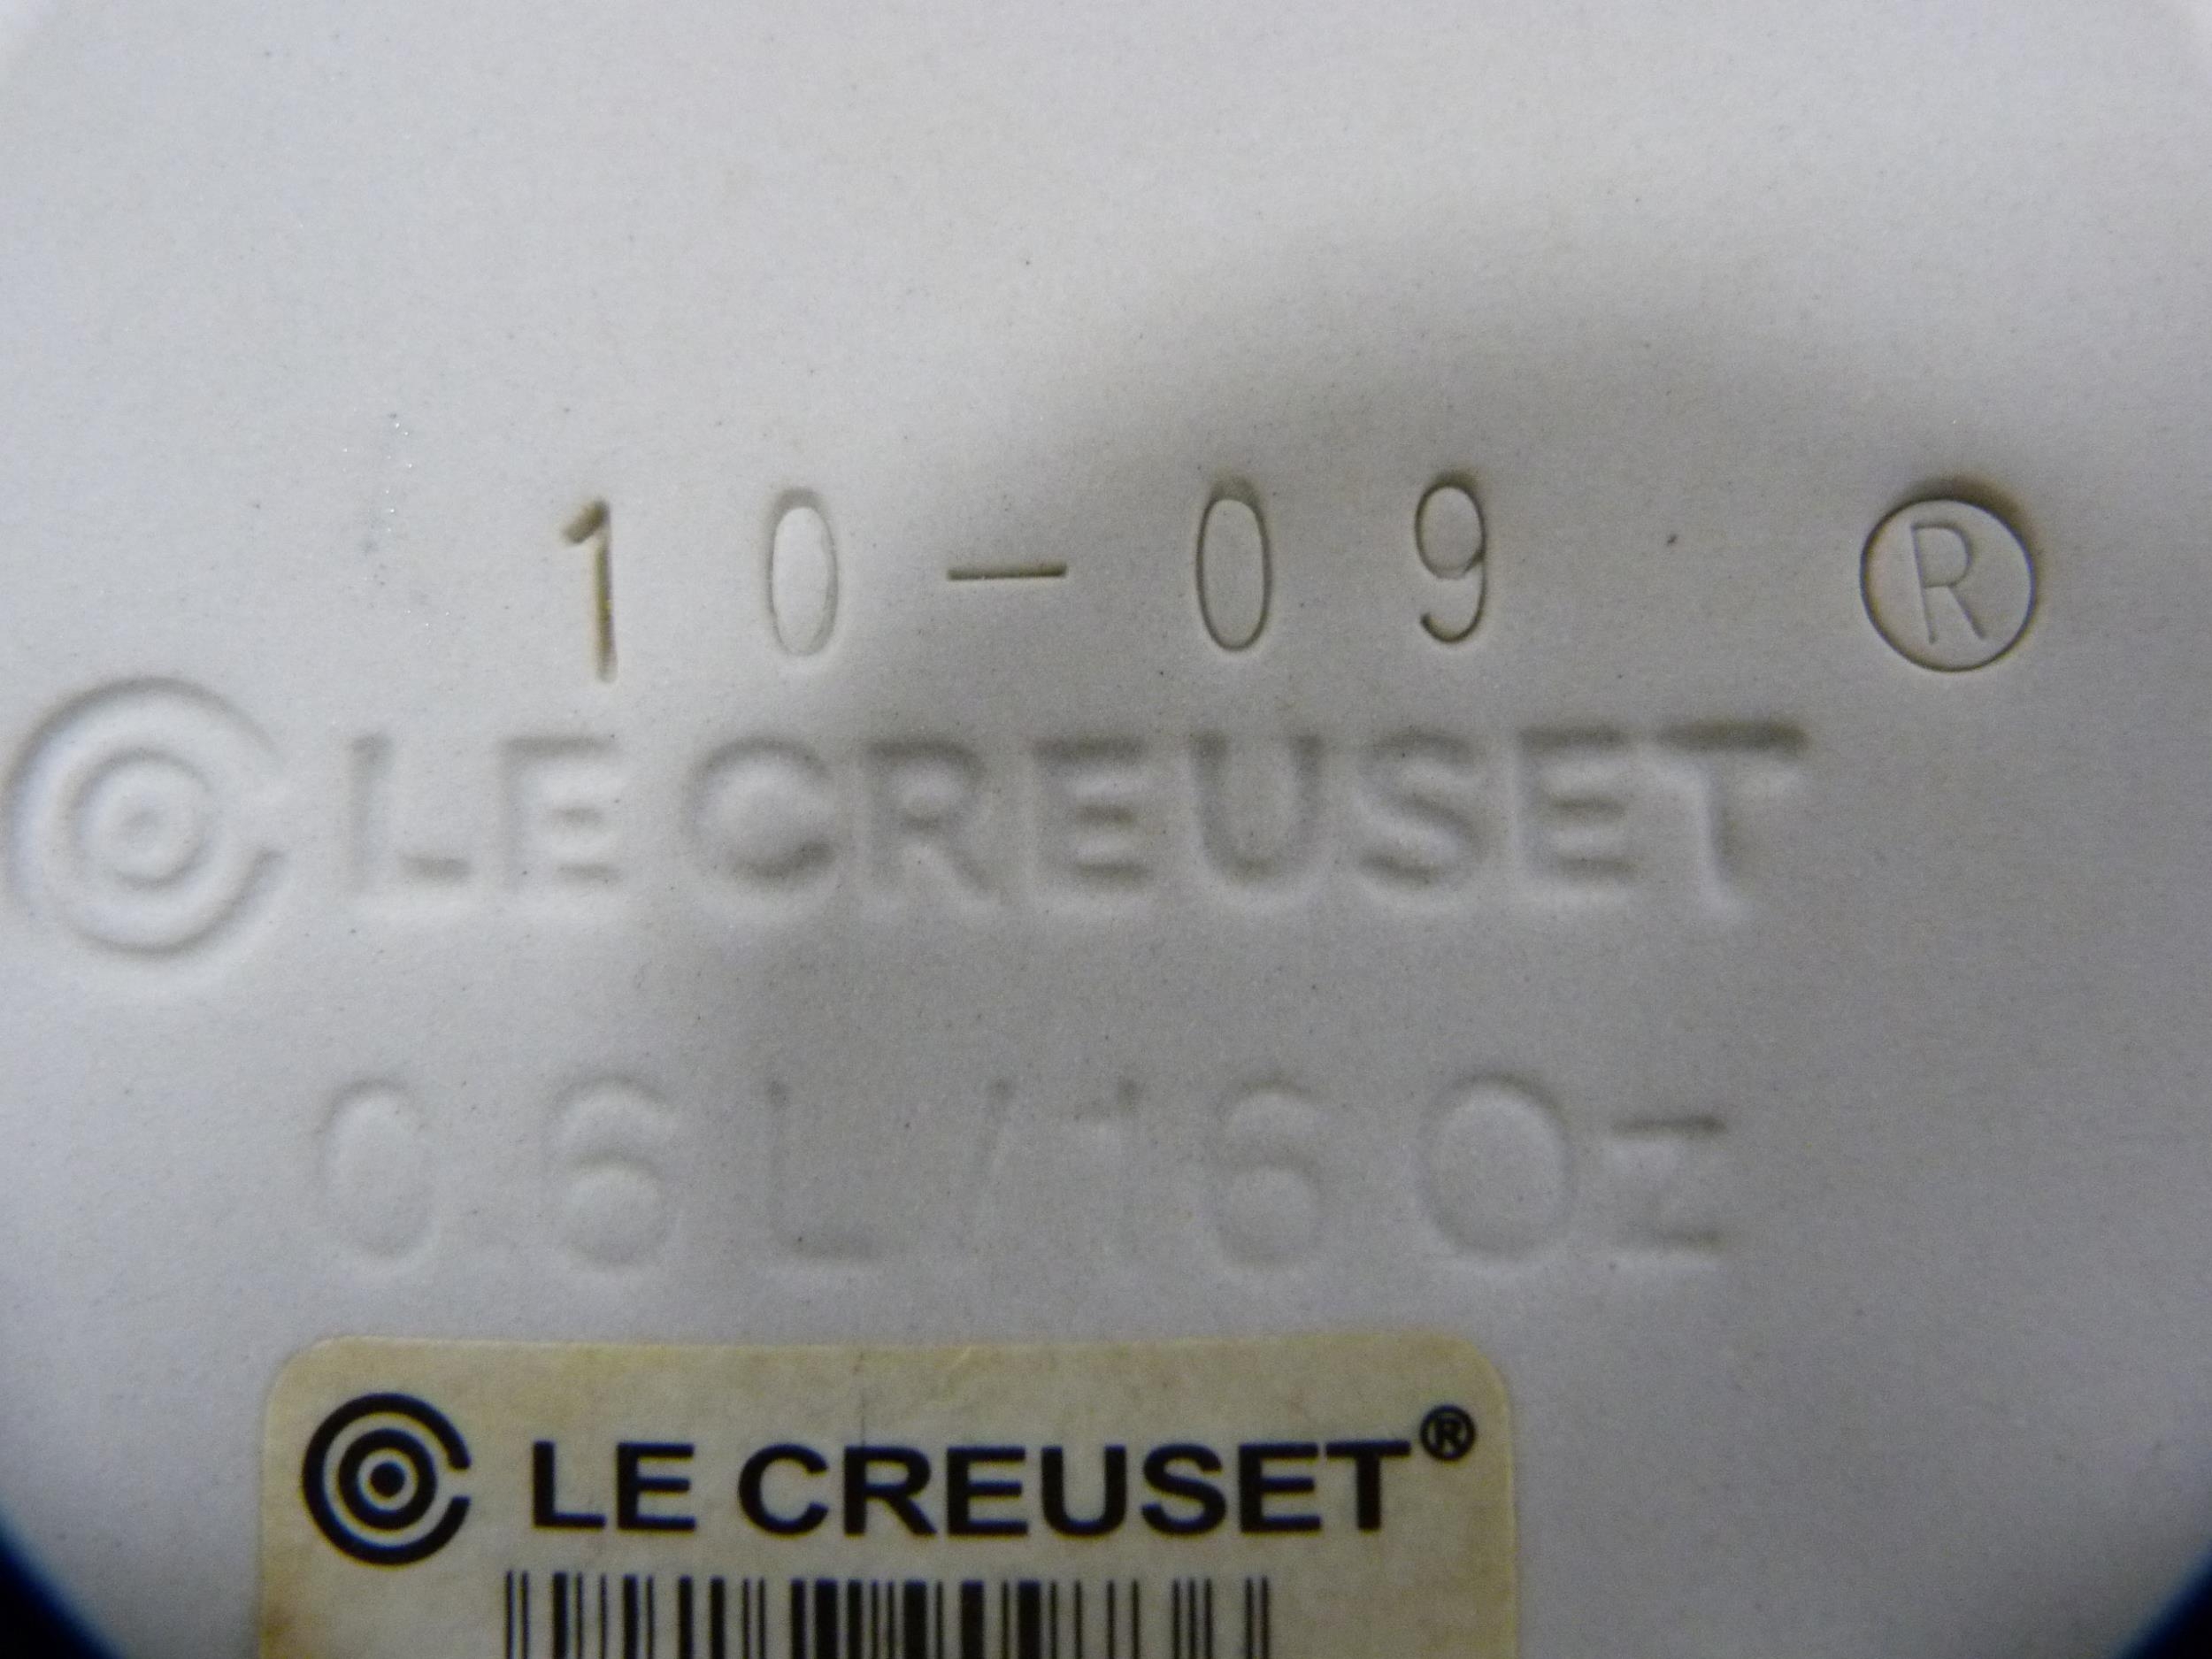 10-09 ®
LE CREUSET
0.6L/16Oz
LE CREUSET®